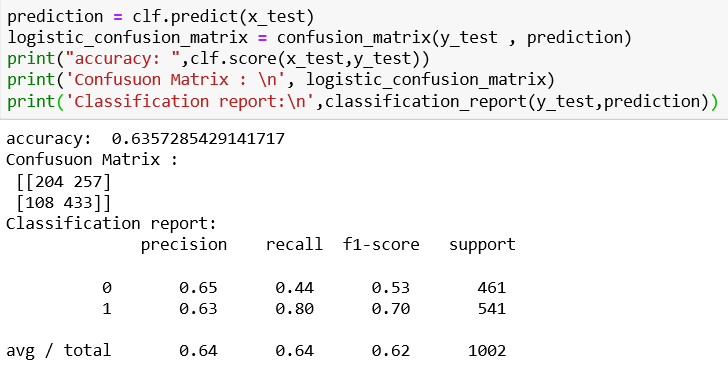 prediction = clf.predict(x_test)
logistic_confusion_matrix = confusion_matrix(y_test , prediction)
print("accuracy: ",clf.score(x_test,y_test))
print('Confusuon Matrix : \n', logistic_confusion_matrix)
print('Classification report:\n',classification_report(y_test,prediction))
accuracy:  0.6357285429141717
Confusuon Matrix :
 [[204 257]
 [108 433]]
Classification report:
             precision    recall  f1-score   support
          0       0.65      0.44      0.53       461
          1       0.63      0.80      0.70       541
avg / total       0.64      0.64      0.62      1002